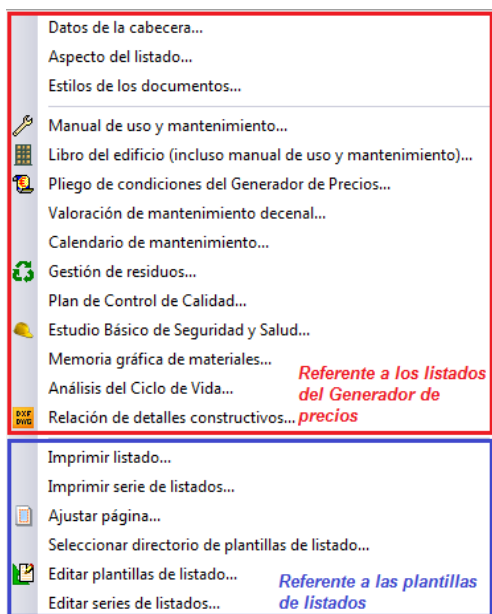 Datos de la cabecera...
Aspecto del listado...
Estilos de los documentos...
Manual de uso y mantenimiento...
Libro del edificio (incluso manual de uso y mantenimiento)...
Pliego de condiciones del Generador de Precios...
Valoración de mantenimiento decenal...
Calendario de mantenimiento...
Gestión de residuos...
Plan de Control de Calidad...
Estudio Básico de Seguridad y Salud...
Memoria gráfica de materiales...
Análisis del Ciclo de Vida...
DXF
DWG
Relación de detalles constructivos...
Referente a los listados
del Generador de
precios
Imprimir listado...
Imprimir serie de listados...
Ajustar página...
Seleccionar directorio de plantillas de listado...
Editar plantillas de listado...
Editar series de listados...
Referente a las plantillas
de listados